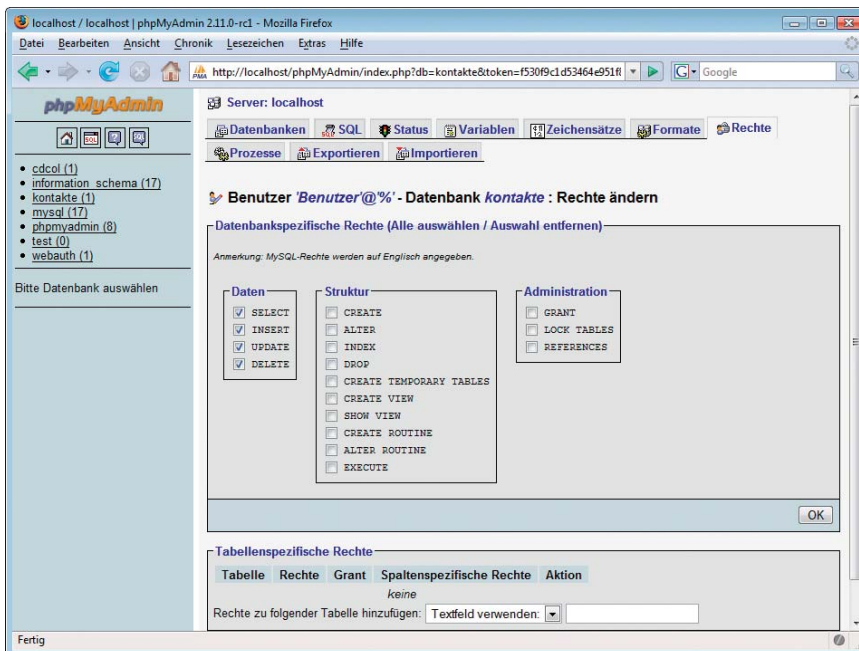 localhost / localhost | phpMyAdmin 2.11.0-rc1 - Mozilla Firefox
Datei Bearbeiten Ansicht Chronik Lesezeichen Extras Hilfe
PMA http://localhost/phpMyAdmin/index.php?db=kontakte&token=f530f9c1d53464e951f G Google
phpMyAdmin
SQL
cdcol (1)
information_schema (17)
kontakte (1)
mysql (17)
phpmyadmin (8)
test (0)
webauth (1)
Bitte Datenbank auswählen
Server: localhost
Datenbanken SQL Status Variablen Zeichensätze Formate Rechte
Prozesse Exportieren Importieren
Benutzer 'Benutzer'@'%' - Datenbank kontakte : Rechte ändern
Datenbankspezifische Rechte (Alle auswählen / Auswahl entfernen)
Anmerkung: MySQL-Rechte werden auf Englisch angegeben.
Daten
SELECT
INSERT
UPDATE
DELETE
Struktur
CREATE
ALTER
INDEX
DROP
CREATE TEMPORARY TABLES
CREATE VIEW
SHOW VIEW
CREATE ROUTINE
ALTER ROUTINE
EXECUTE
Administration
GRANT
LOCK TABLES
REFERENCES
OK
Tabellenspezifische Rechte
Tabelle Rechte Grant Spaltenspezifische Rechte Aktion
keine
Rechte zu folgender Tabelle hinzufügen: Textfeld verwenden:
Fertig